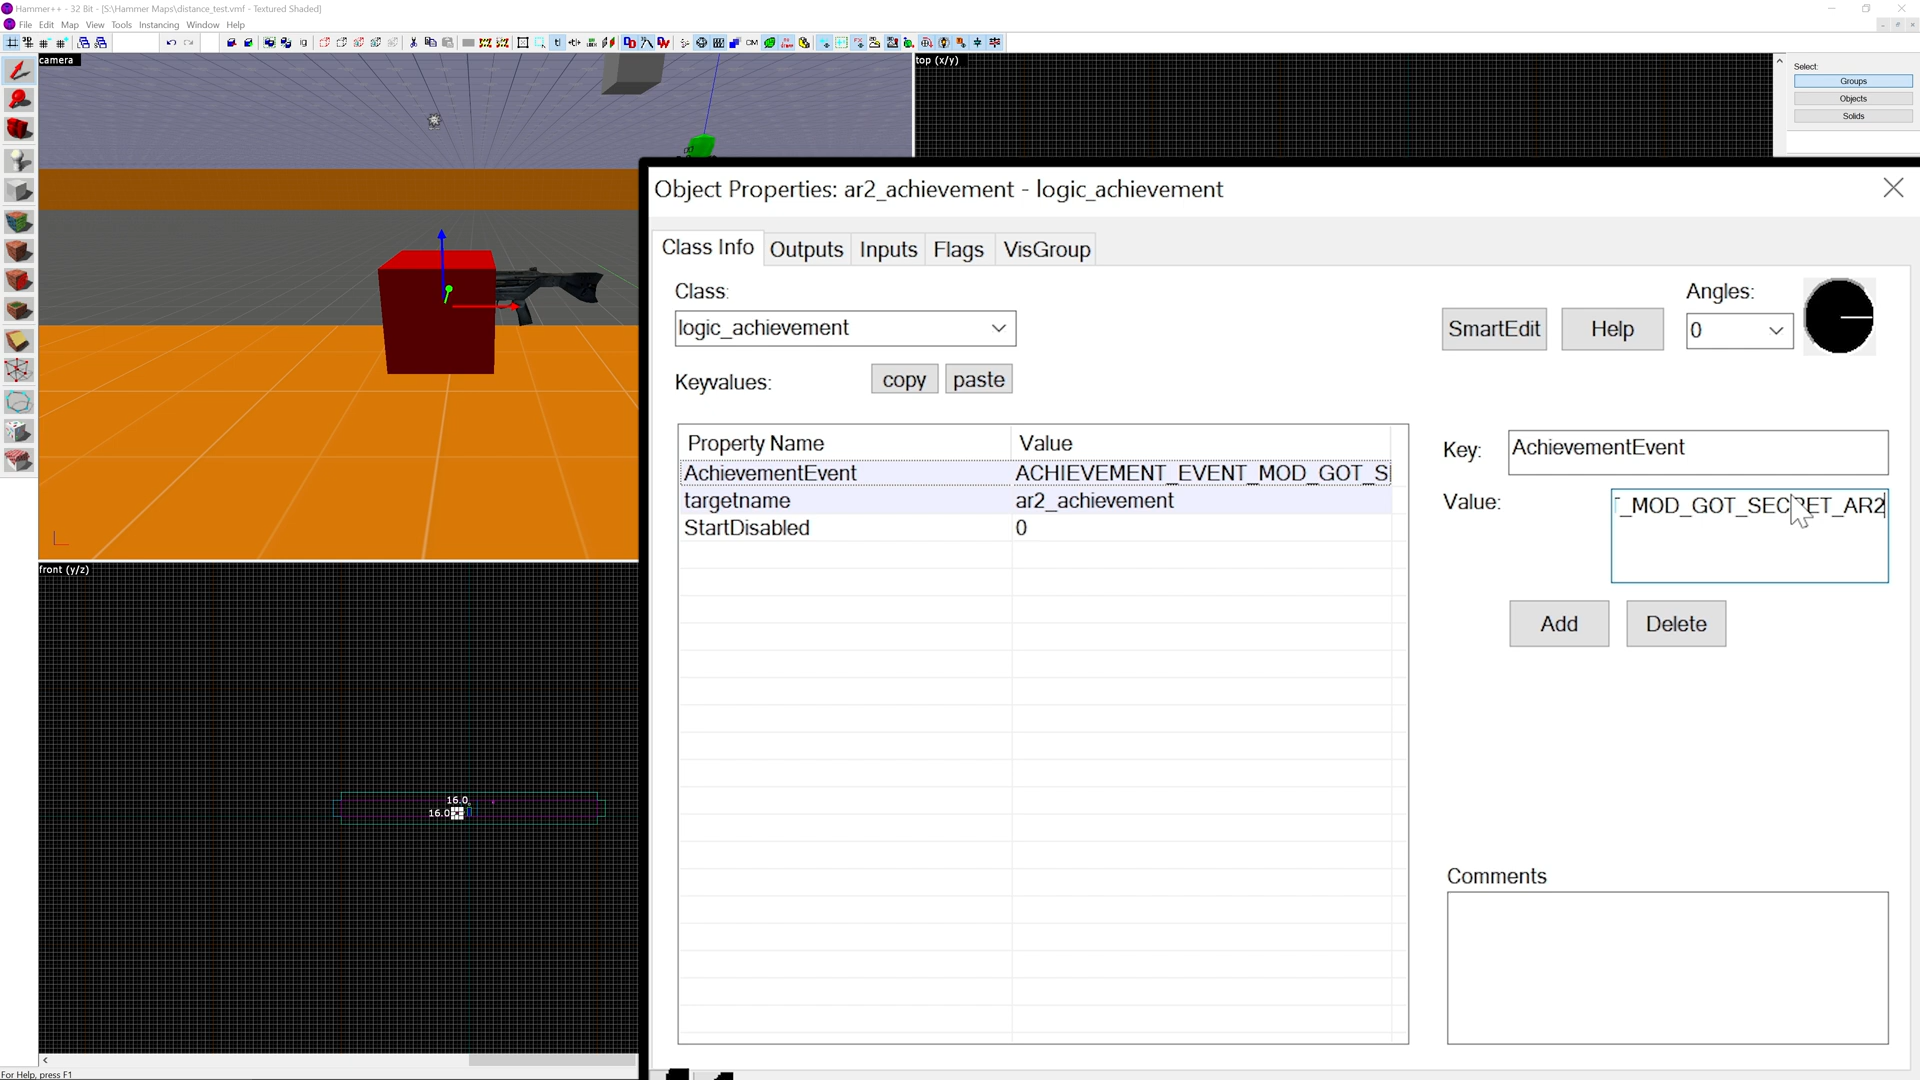 Hammer++ - 32 Bit - [S:\Hammer Maps\distance_test.vmf - Textured Shaded]
File Edit Map View Tools Instancing Window Help
camera
top (x/y)
Select:
Groups
Objects
Solids
Object Properties: ar2_achievement - logic_achievement
Class Info Outputs Inputs Flags VisGroup
Class:
logic_achievement
SmartEdit Help
Angles:
0
Keyvalues:
copy paste
Property Name Value
AchievementEvent ACHIEVEMENT_EVENT_MOD_GOT_S
targetname ar2_achievement
StartDisabled 0
Key: AchievementEvent
Value: T_MOD_GOT_SECRET_AR2
Add Delete
Comments
front (y/z)
16.0
16.0
For Help, press F1